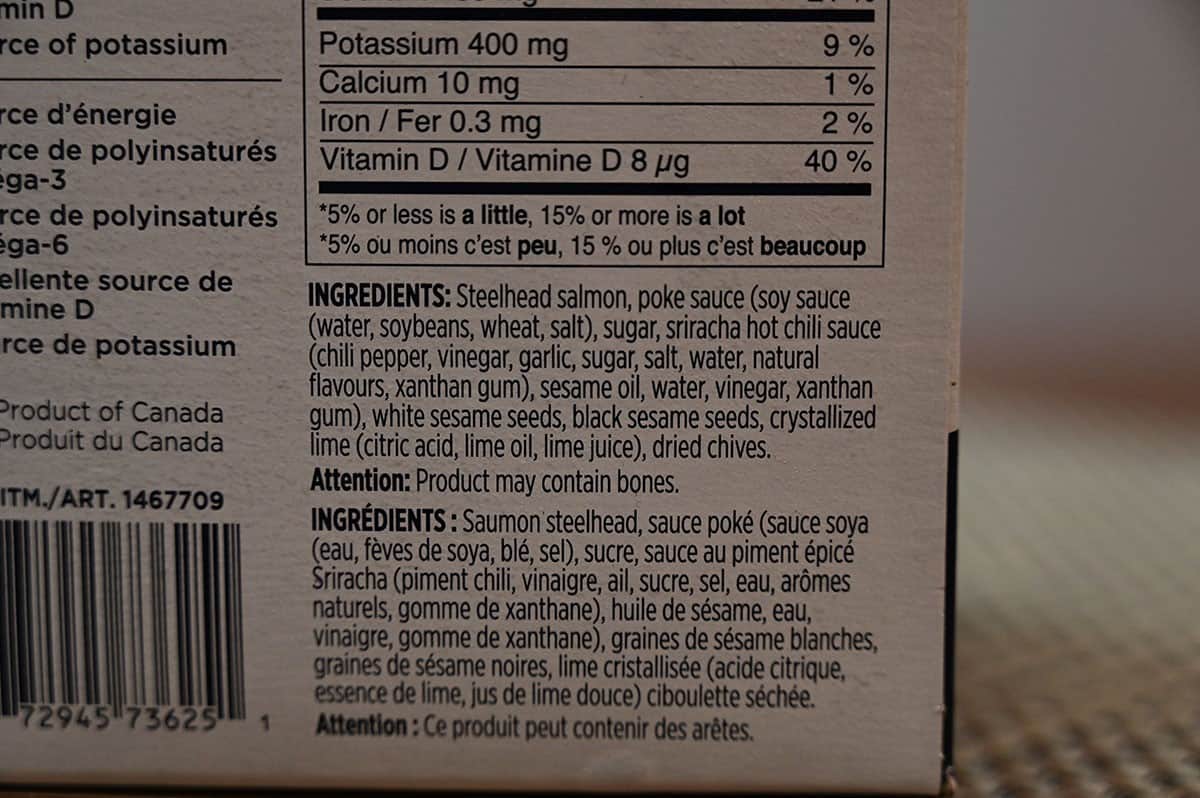 min D
rce of potassium
rce d'énergie
rce de polyinsaturés
éga-3
rce de polyinsaturés
éga-6
ellente source de
mine D
rce de potassium
Product of Canada
Produit du Canada
ITM./ART. 1467709
72945 73625 1
Potassium 400 mg 9 %
Calcium 10 mg 1 %
Iron / Fer 0.3 mg 2 %
Vitamin D / Vitamine D 8 µg 40 %
*5% or less is a little, 15% or more is a lot
*5% ou moins c'est peu, 15 % ou plus c'est beaucoup
INGREDIENTS: Steelhead salmon, poke sauce (soy sauce
(water, soybeans, wheat, salt), sugar, sriracha hot chili sauce
(chili pepper, vinegar, garlic, sugar, salt, water, natural
flavours, xanthan gum), sesame oil, water, vinegar, xanthan
gum), white sesame seeds, black sesame seeds, crystallized
lime (citric acid, lime oil, lime juice), dried chives.
Attention: Product may contain bones.
INGRÉDIENTS : Saumon steelhead, sauce poké (sauce soya
(eau, fèves de soya, blé, sel), sucre, sauce au piment épicé
Sriracha (piment chili, vinaigre, ail, sucre, sel, eau, arômes
naturels, gomme de xanthane), huile de sésame, eau,
vinaigre, gomme de xanthane), graines de sésame blanches,
graines de sésame noires, lime cristallisée (acide citrique,
essence de lime, jus de lime douce) ciboulette séchée.
Attention : Ce produit peut contenir des arêtes.